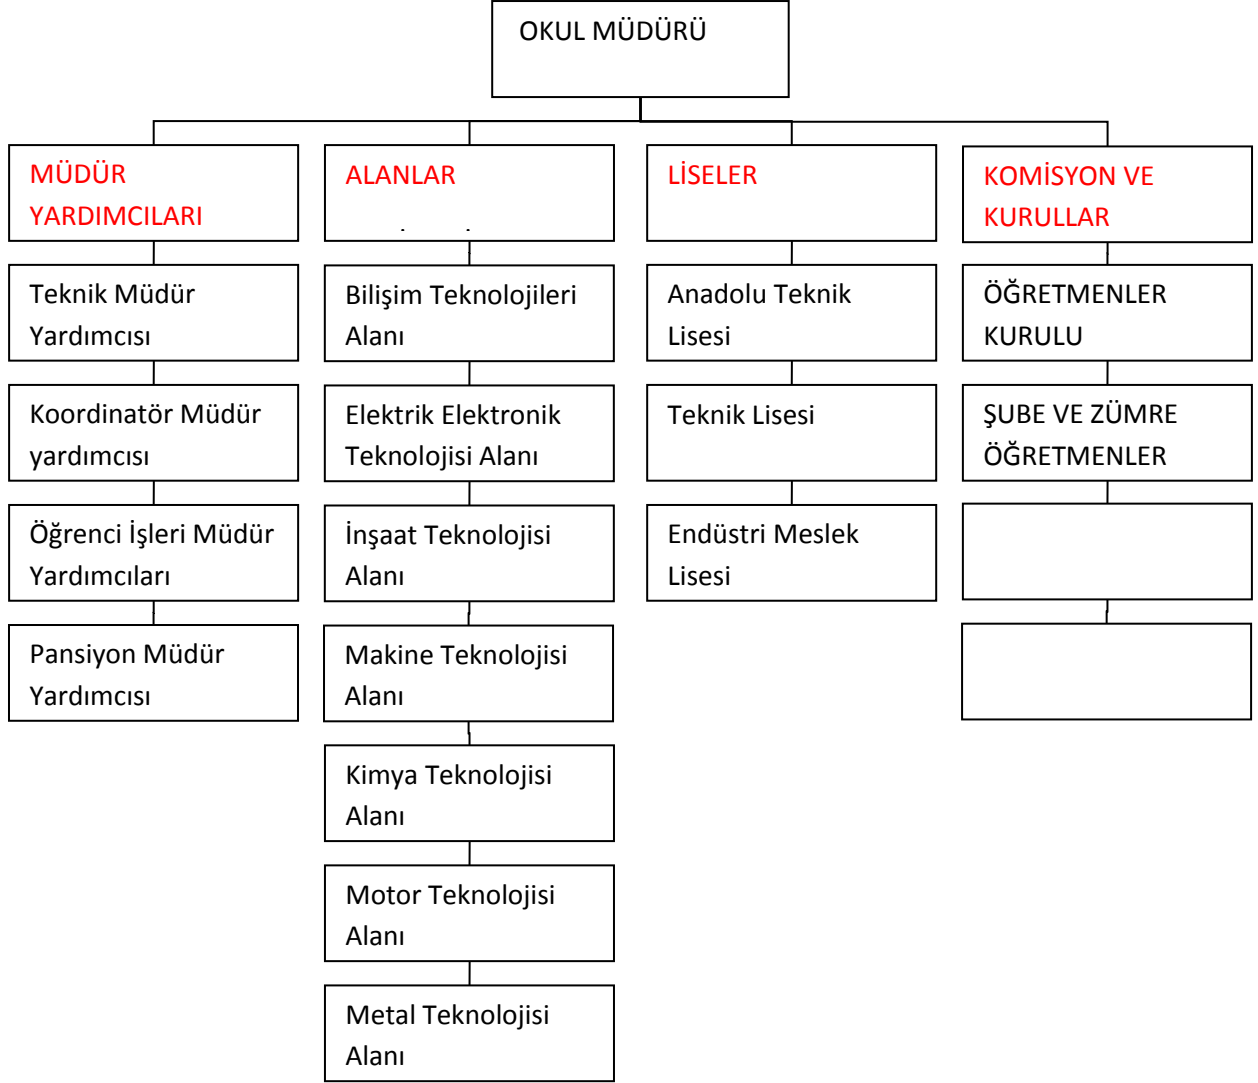 OKUL MÜDÜRÜ
MÜDÜR
YARDIMCILARI
Teknik Müdür
Yardımcısı
Koordinatör Müdür
yardımcısı
Öğrenci İşleri Müdür
Yardımcıları
Pansiyon Müdür
Yardımcısı
ALANLAR
Bilişim Teknolojileri
Alanı
Elektrik Elektronik
Teknolojisi Alanı
İnşaat Teknolojisi
Alanı
Makine Teknolojisi
Alanı
Kimya Teknolojisi
Alanı
Motor Teknolojisi
Alanı
Metal Teknolojisi
Alanı
LİSELER
Anadolu Teknik
Lisesi
Teknik Lisesi
Endüstri Meslek
Lisesi
KOMİSYON VE
KURULLAR
ÖĞRETMENLER
KURULU
ŞUBE VE ZÜMRE
ÖĞRETMENLER